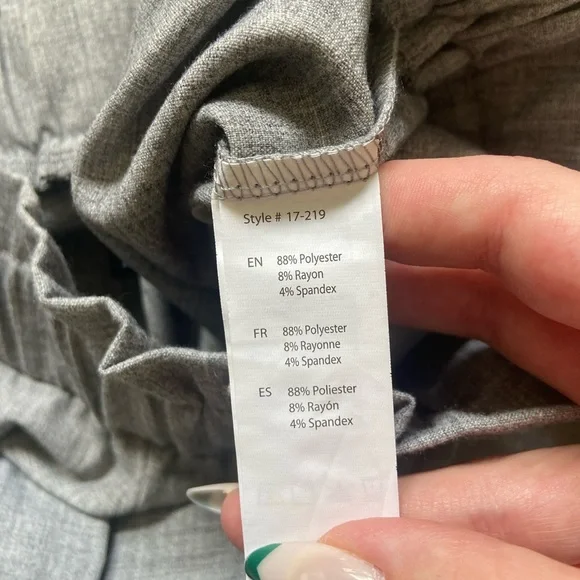 Style # 17-219
EN 88% Polyester
8% Rayon
4% Spandex
FR 88% Polyester
8% Rayonne
4% Spandex
ES 88% Poliester
8% Rayón
4% Spandex